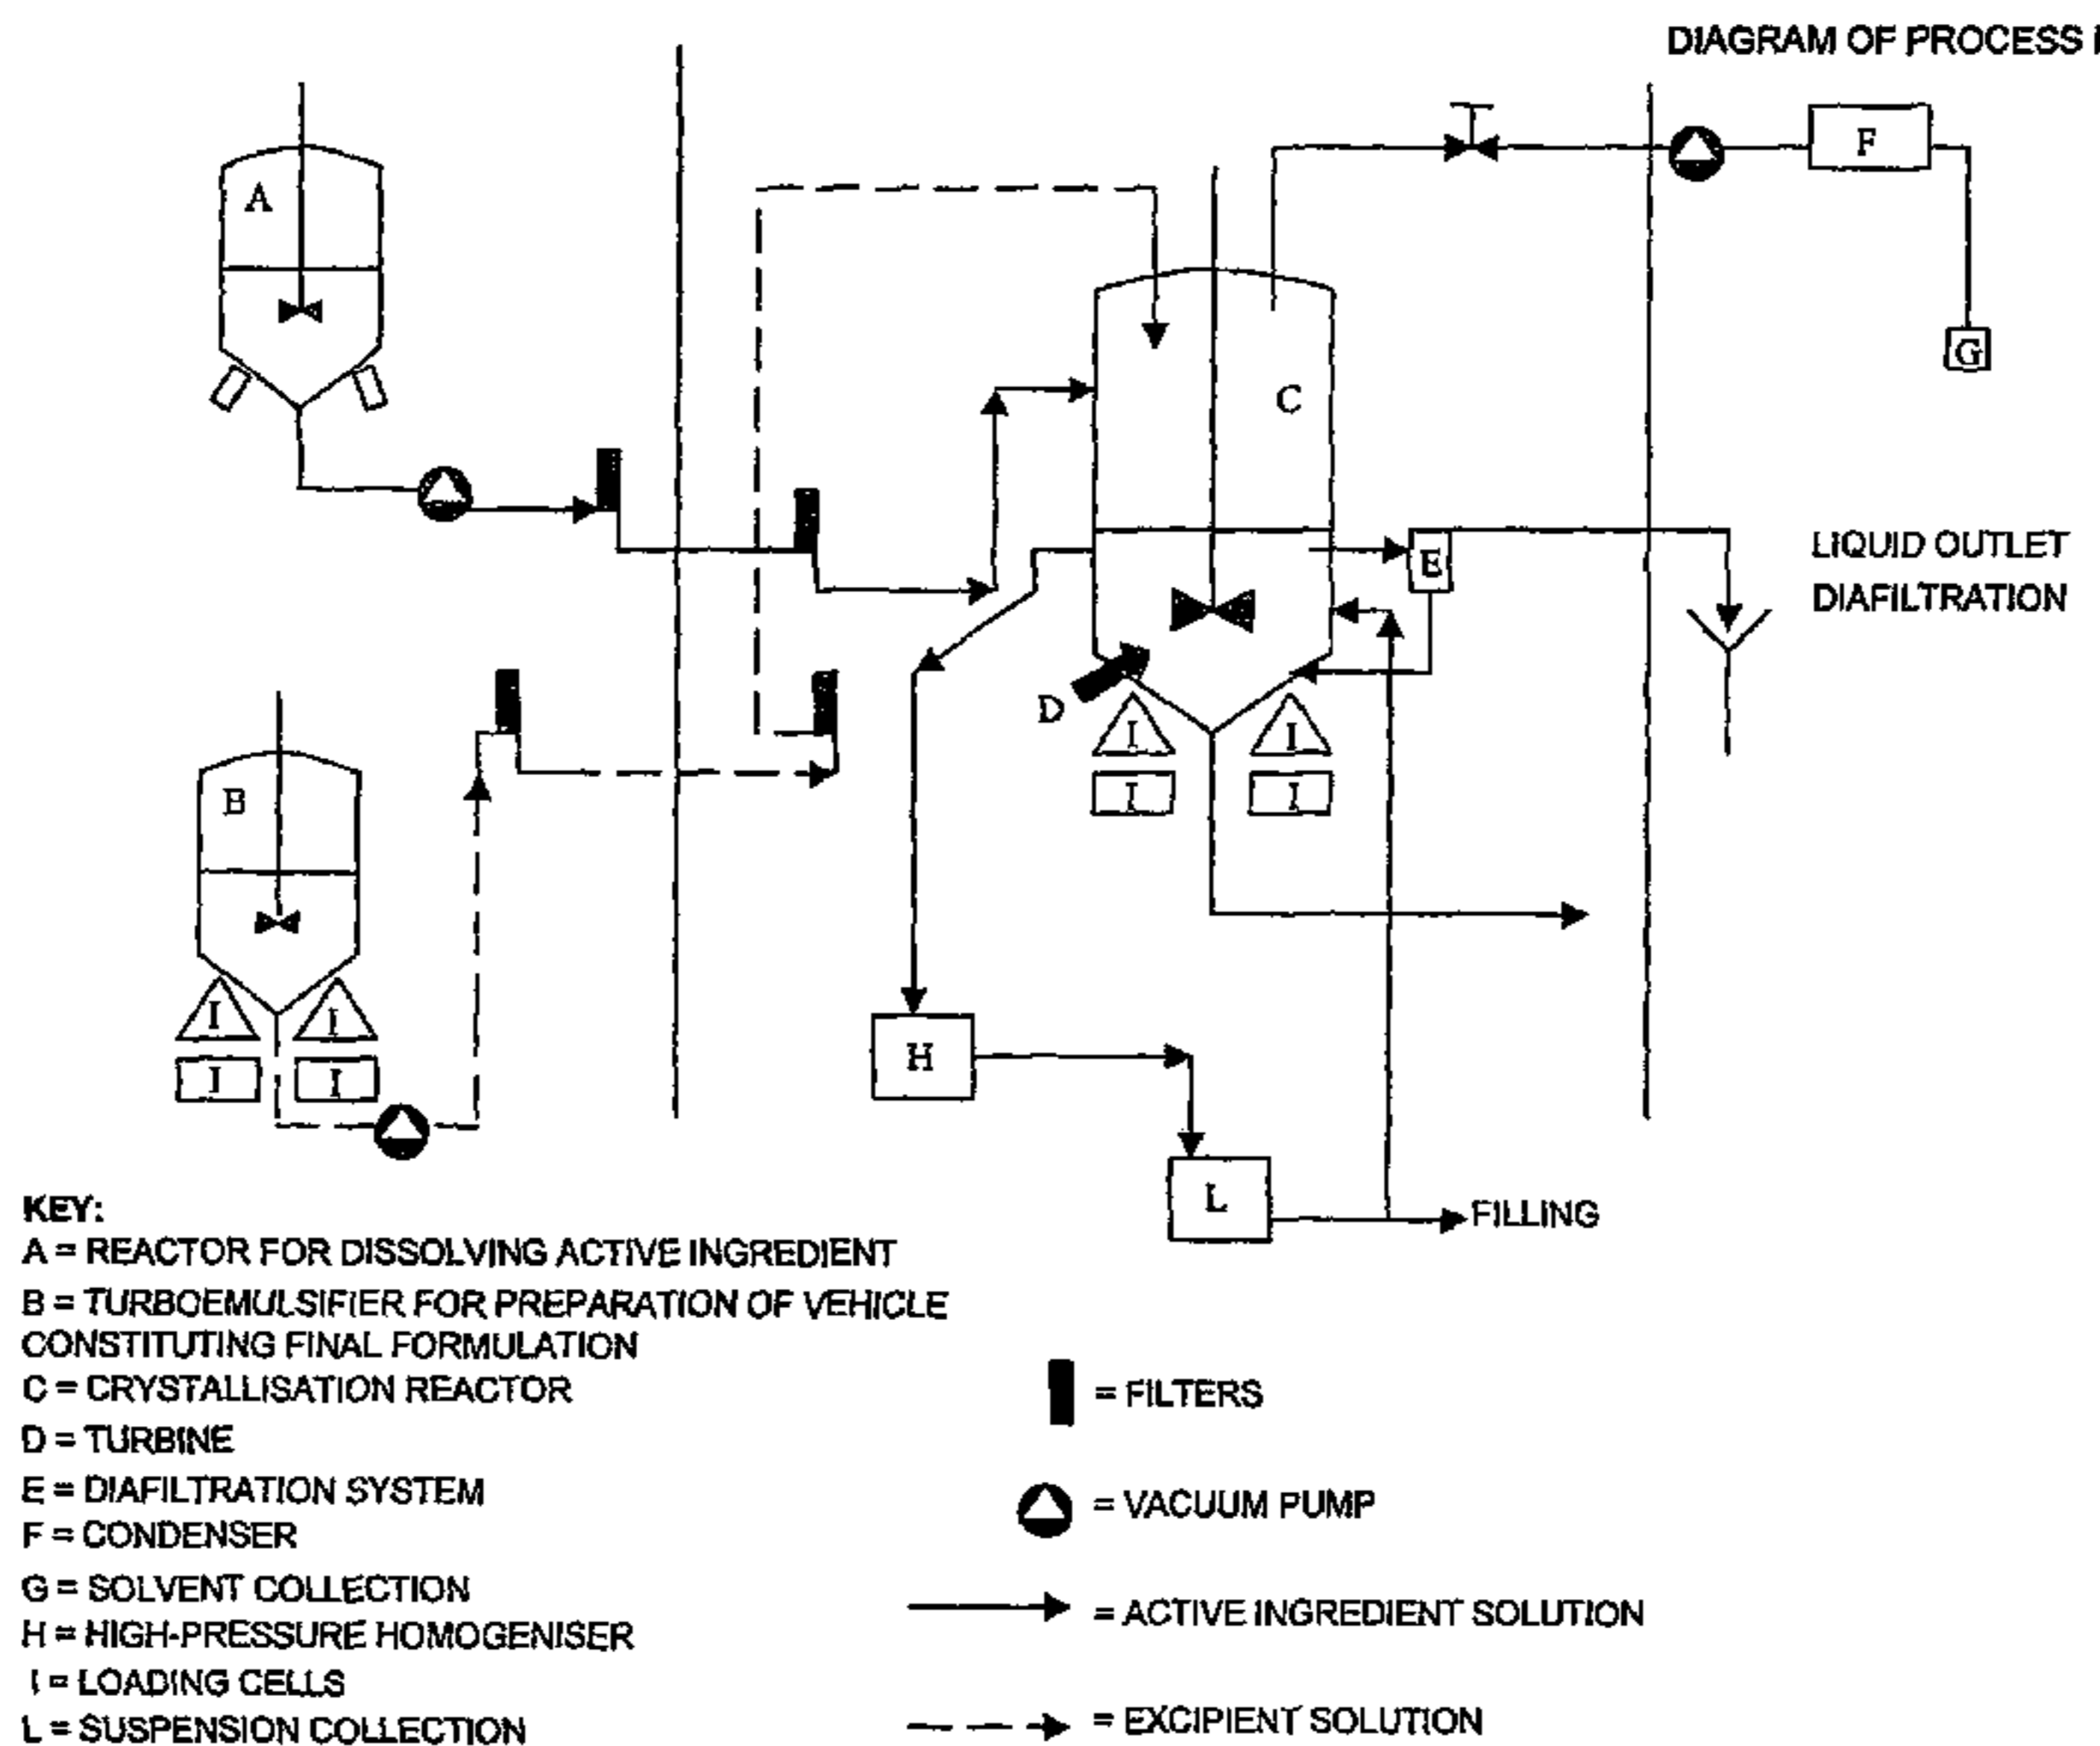 DIAGRAM OF PROCESS
A
F
G
C
E
LIQUID OUTLET
DIAFILTRATION
D
I
I
I
I
B
I
I
I
I
H
L
FILLING
KEY:
A = REACTOR FOR DISSOLVING ACTIVE INGREDIENT
B = TURBOEMULSIFIER FOR PREPARATION OF VEHICLE
CONSTITUTING FINAL FORMULATION
C = CRYSTALLISATION REACTOR
D = TURBINE
E = DIAFILTRATION SYSTEM
F = CONDENSER
G = SOLVENT COLLECTION
H = HIGH-PRESSURE HOMOGENISER
I = LOADING CELLS
L = SUSPENSION COLLECTION
= FILTERS
= VACUUM PUMP
= ACTIVE INGREDIENT SOLUTION
= EXCIPIENT SOLUTION